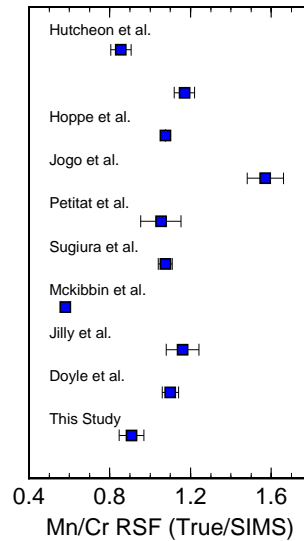 Hutcheon et al.
Hoppe et al.
Jogo et al.
Petitat et al.
Sugiura et al.
Mckibbin et al.
Jilly et al.
Doyle et al.
This Study
0.4 0.8 1.2 1.6
Mn/Cr RSF (True/SIMS)